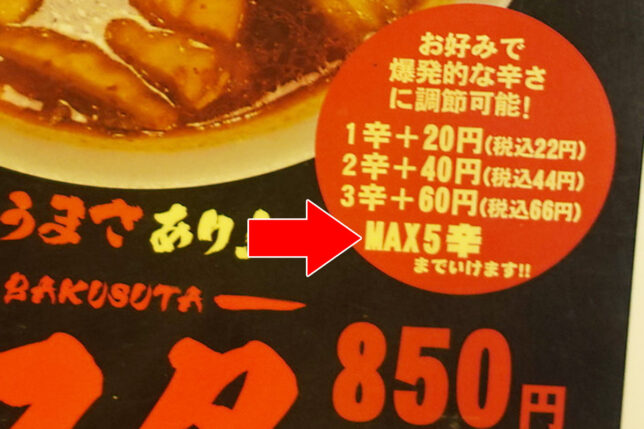 お好みで
爆発的な辛さ
に調節可能!
1辛+20円(税込22円)
2辛+40円(税込44円)
3辛+60円(税込66円)
MAX5辛
までいけます!!
うまさあり
BAKUSUTA
850円